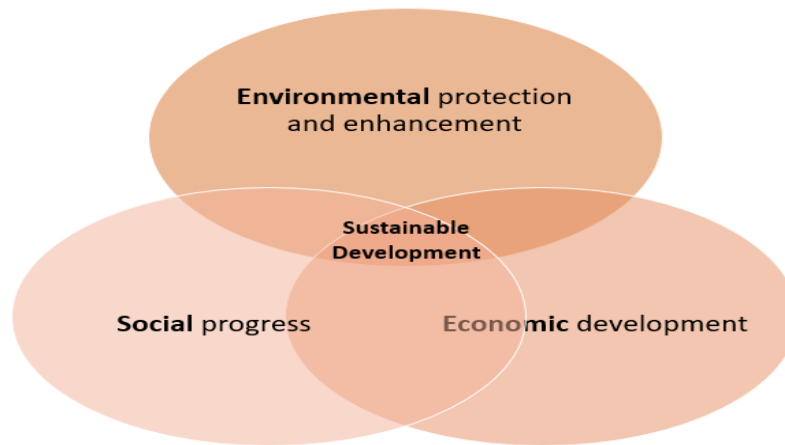 Environmental protection
and enhancement
Sustainable
Development
Social progress
Economic development